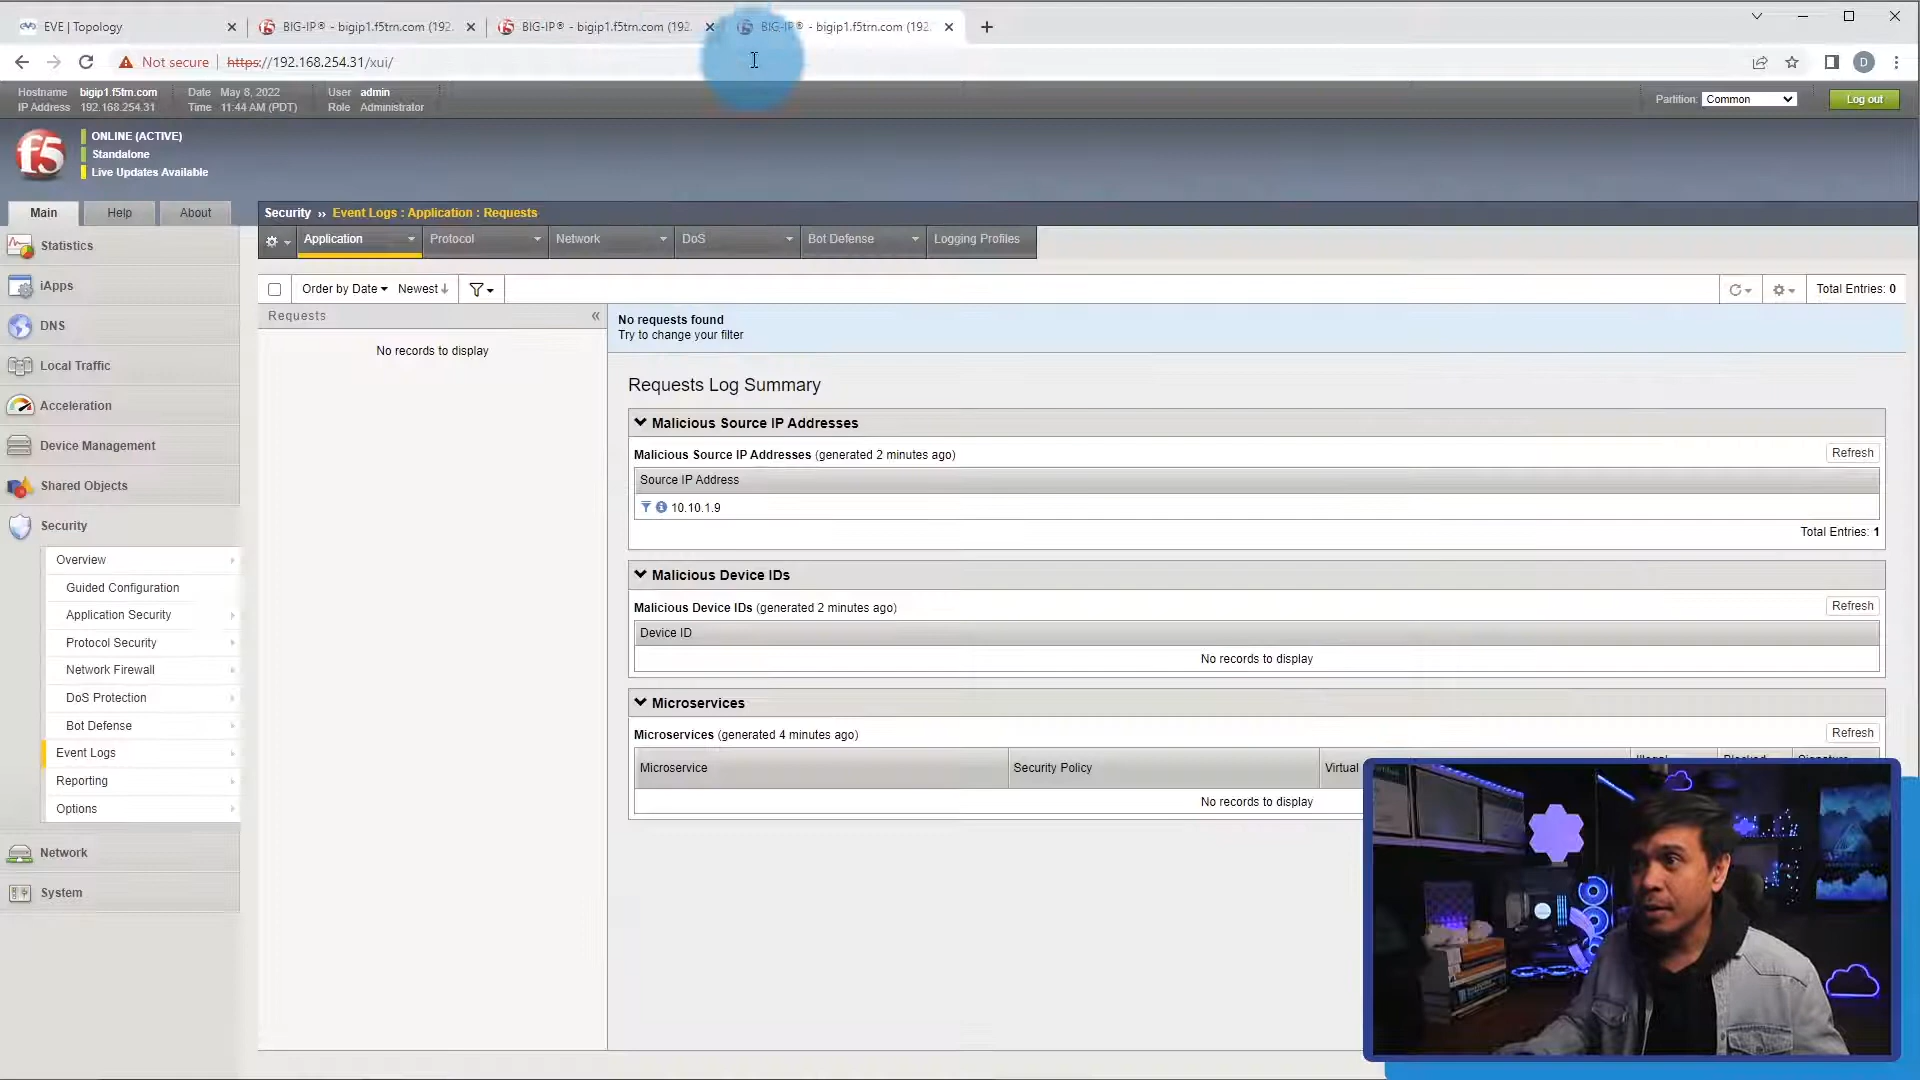 EVE | Topology
BIG-IP® - bigip1.f5trn.com (192.
BIG-IP® - bigip1.f5trn.com (192.
BIG-IP® - bigip1.f5trn.com (192.
Not secure
https://192.168.254.31/xui/
D
Hostname bigip1.f5trn.com
Date May 8, 2022
User admin
IP Address 192.168.254.31
Time 11:44 AM (PDT)
Role Administrator
Partition: Common
Log out
f5
ONLINE (ACTIVE)
Standalone
Live Updates Available
Main
Help
About
Security ›› Event Logs : Application : Requests
Application
Protocol
Network
DoS
Bot Defense
Logging Profiles
Statistics
iApps
DNS
Local Traffic
Acceleration
Device Management
Shared Objects
Security
Overview
Guided Configuration
Application Security
Protocol Security
Network Firewall
DoS Protection
Bot Defense
Event Logs
Reporting
Options
Network
System
Order by Date
Newest
Total Entries: 0
Requests
No records to display
No requests found
Try to change your filter
Requests Log Summary
Malicious Source IP Addresses
Malicious Source IP Addresses (generated 2 minutes ago)
Refresh
Source IP Address
10.10.1.9
Total Entries: 1
Malicious Device IDs
Malicious Device IDs (generated 2 minutes ago)
Refresh
Device ID
No records to display
Microservices
Microservices (generated 4 minutes ago)
Refresh
Microservice
Security Policy
Virtual
No records to display